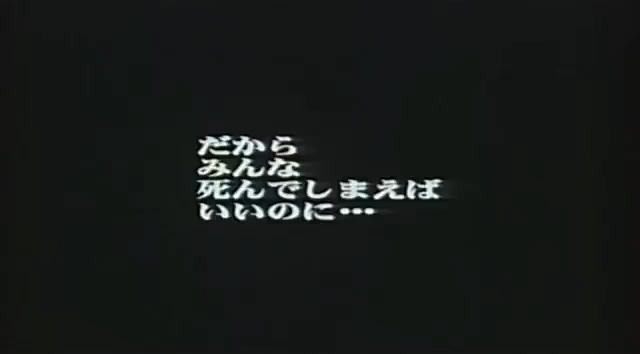 だから
みんな
死んでしまえば
いいのに…